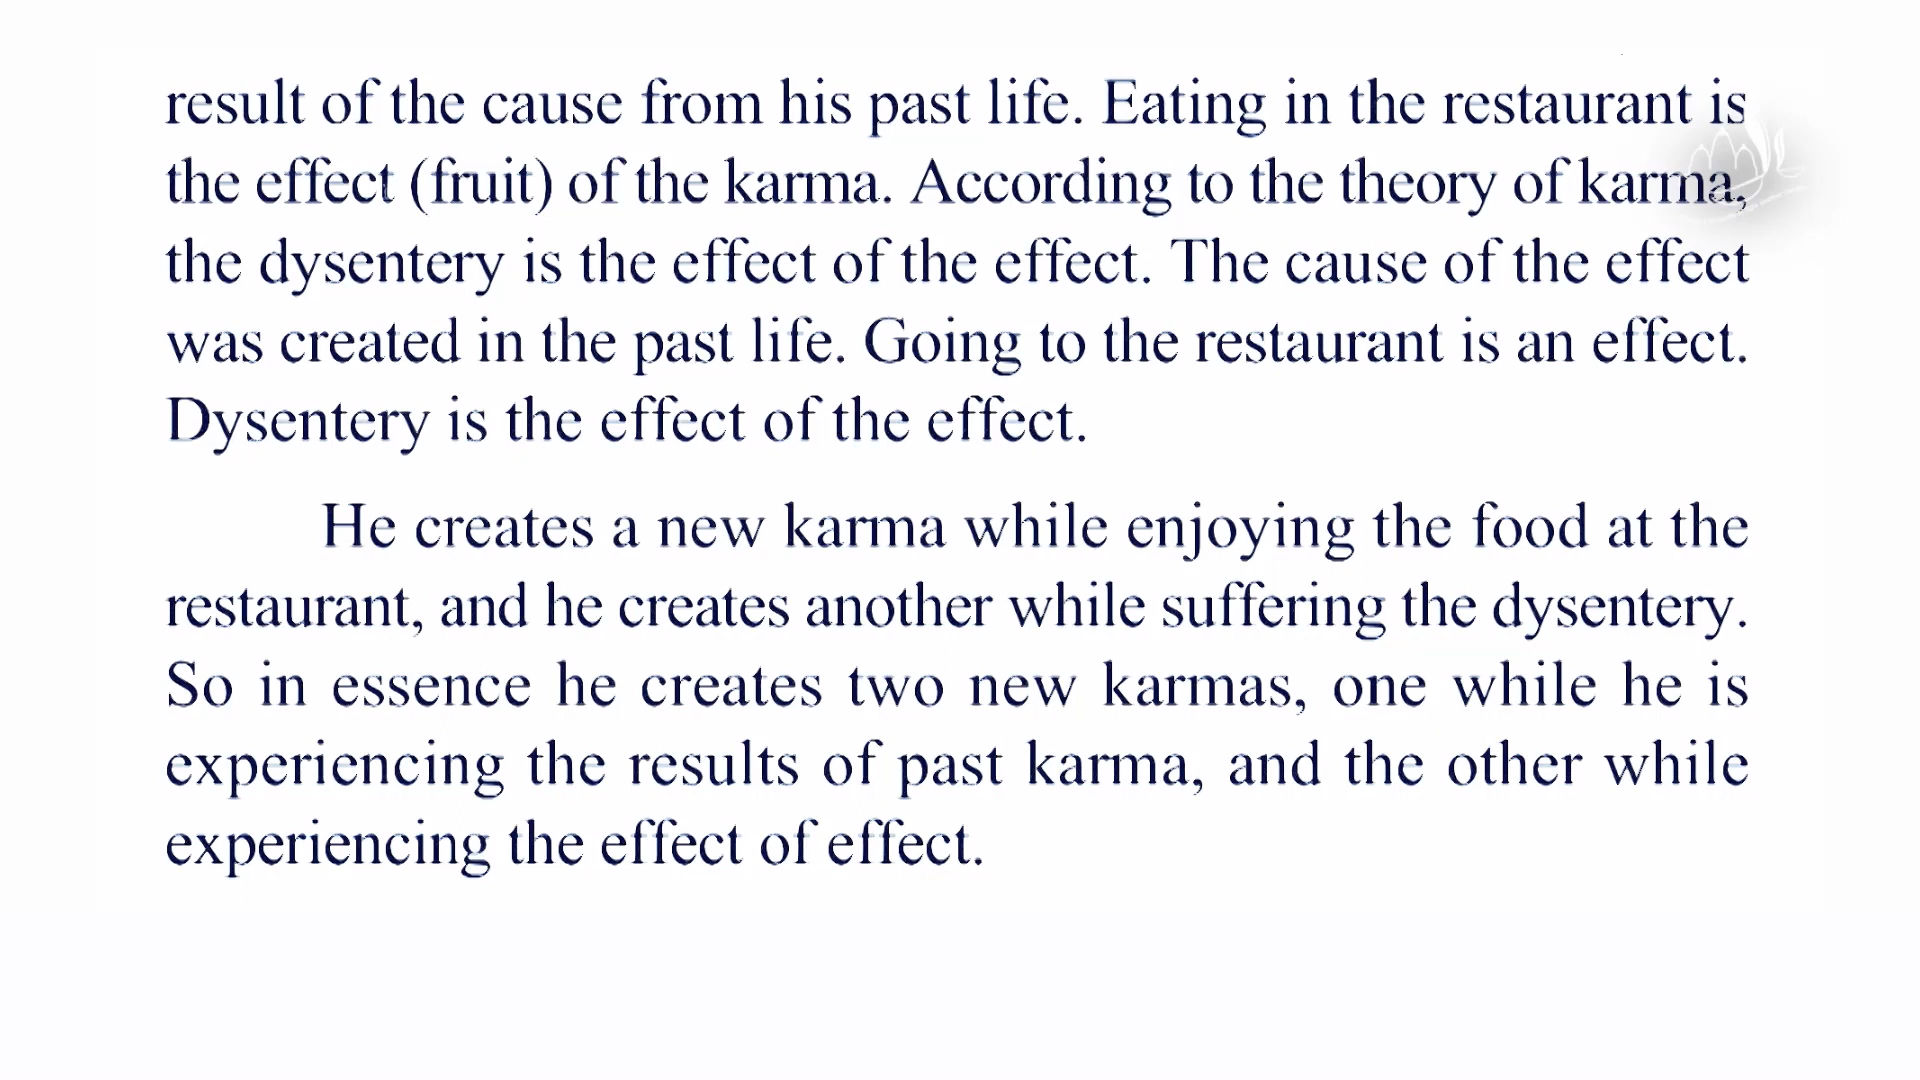 result of the cause from his past life. Eating in the restaurant is
the effect (fruit) of the karma. According to the theory of karma,
the dysentery is the effect of the effect. The cause of the effect
was created in the past life. Going to the restaurant is an effect.
Dysentery is the effect of the effect.
He creates a new karma while enjoying the food at the
restaurant, and he creates another while suffering the dysentery.
So in essence he creates two new karmas, one while he is
experiencing the results of past karma, and the other while
experiencing the effect of effect.